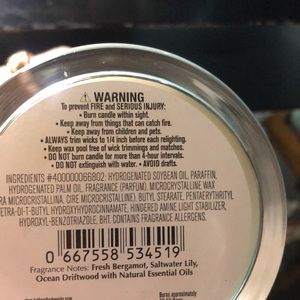 WARNING
To prevent FIRE and SERIOUS INJURY:
• Burn candle within sight.
• Keep away from things that can catch fire.
• Keep away from children and pets.
• ALWAYS trim wicks to 1/4 inch before each relighting.
• Keep wax pool free of wick trimmings and matches.
• DO NOT burn candle for more than 4-hour intervals.
• DO NOT extinguish with water. • AVOID drafts.
INGREDIENTS #400000066802: HYDROGENATED SOYBEAN OIL, PARAFFIN,
HYDROGENATED PALM OIL, FRAGRANCE (PARFUM), MICROCRYSTALLINE WAX
MICROCRISTALLINA, CIRE MICROCRISTALLINE), BUTYL STEARATE, PENTAERYTHRITYL
TETRA-DI-T-BUTYL HYDROXYHYDROCINNAMATE, HINDERED AMINE LIGHT STABILIZER,
HYDROXYL-BENZOTRIAZOLE, BHT. CONTAINS FRAGRANCE ALLERGENS.
0 667558 534519
Fragrance Notes: Fresh Bergamot, Saltwater Lily,
Ocean Driftwood with Natural Essential Oils
Burns approximately